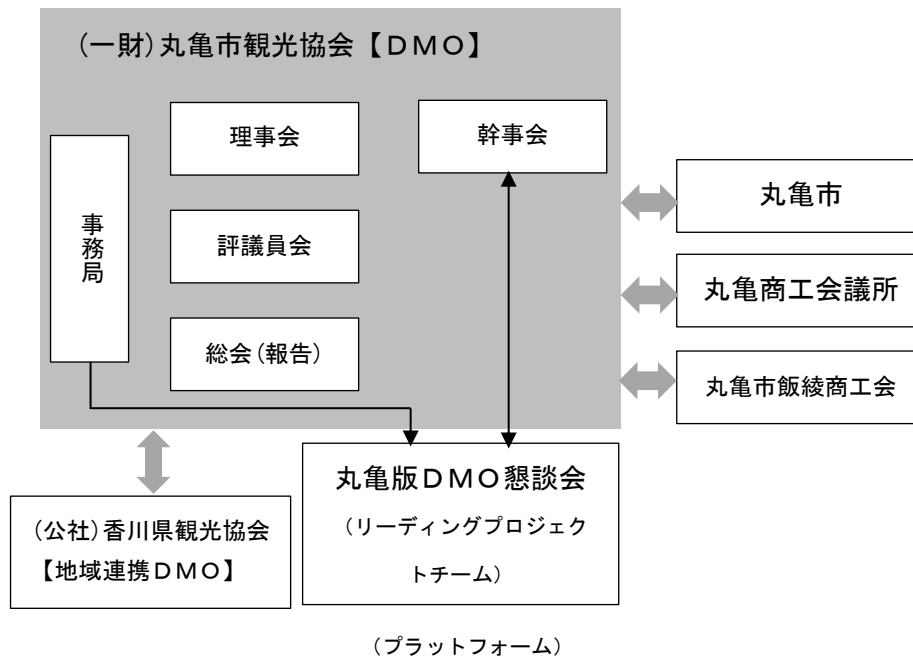 (一財)丸亀市観光協会【DMO】
理事会
幹事会
事務局
評議員会
総会(報告)
丸亀市
丸亀商工会議所
丸亀市飯綾商工会
丸亀版DMO懇談会
(リーディングプロジェク
トチーム)
(公社)香川県観光協会
【地域連携DMO】
(プラットフォーム)